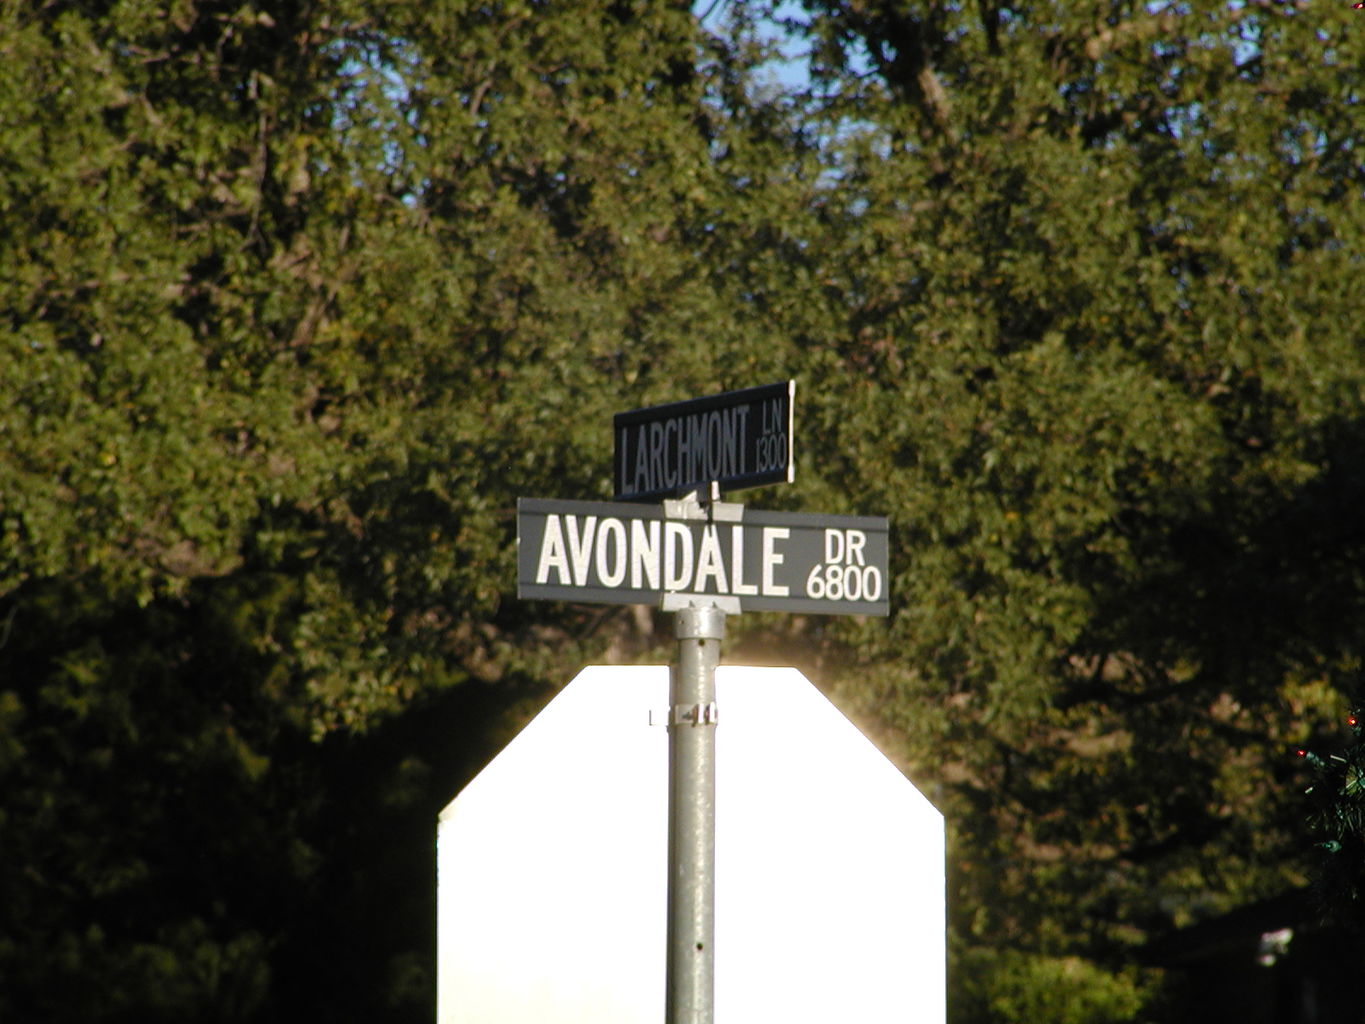 LARCHMONT LN
1300
AVONDALE DR
6800